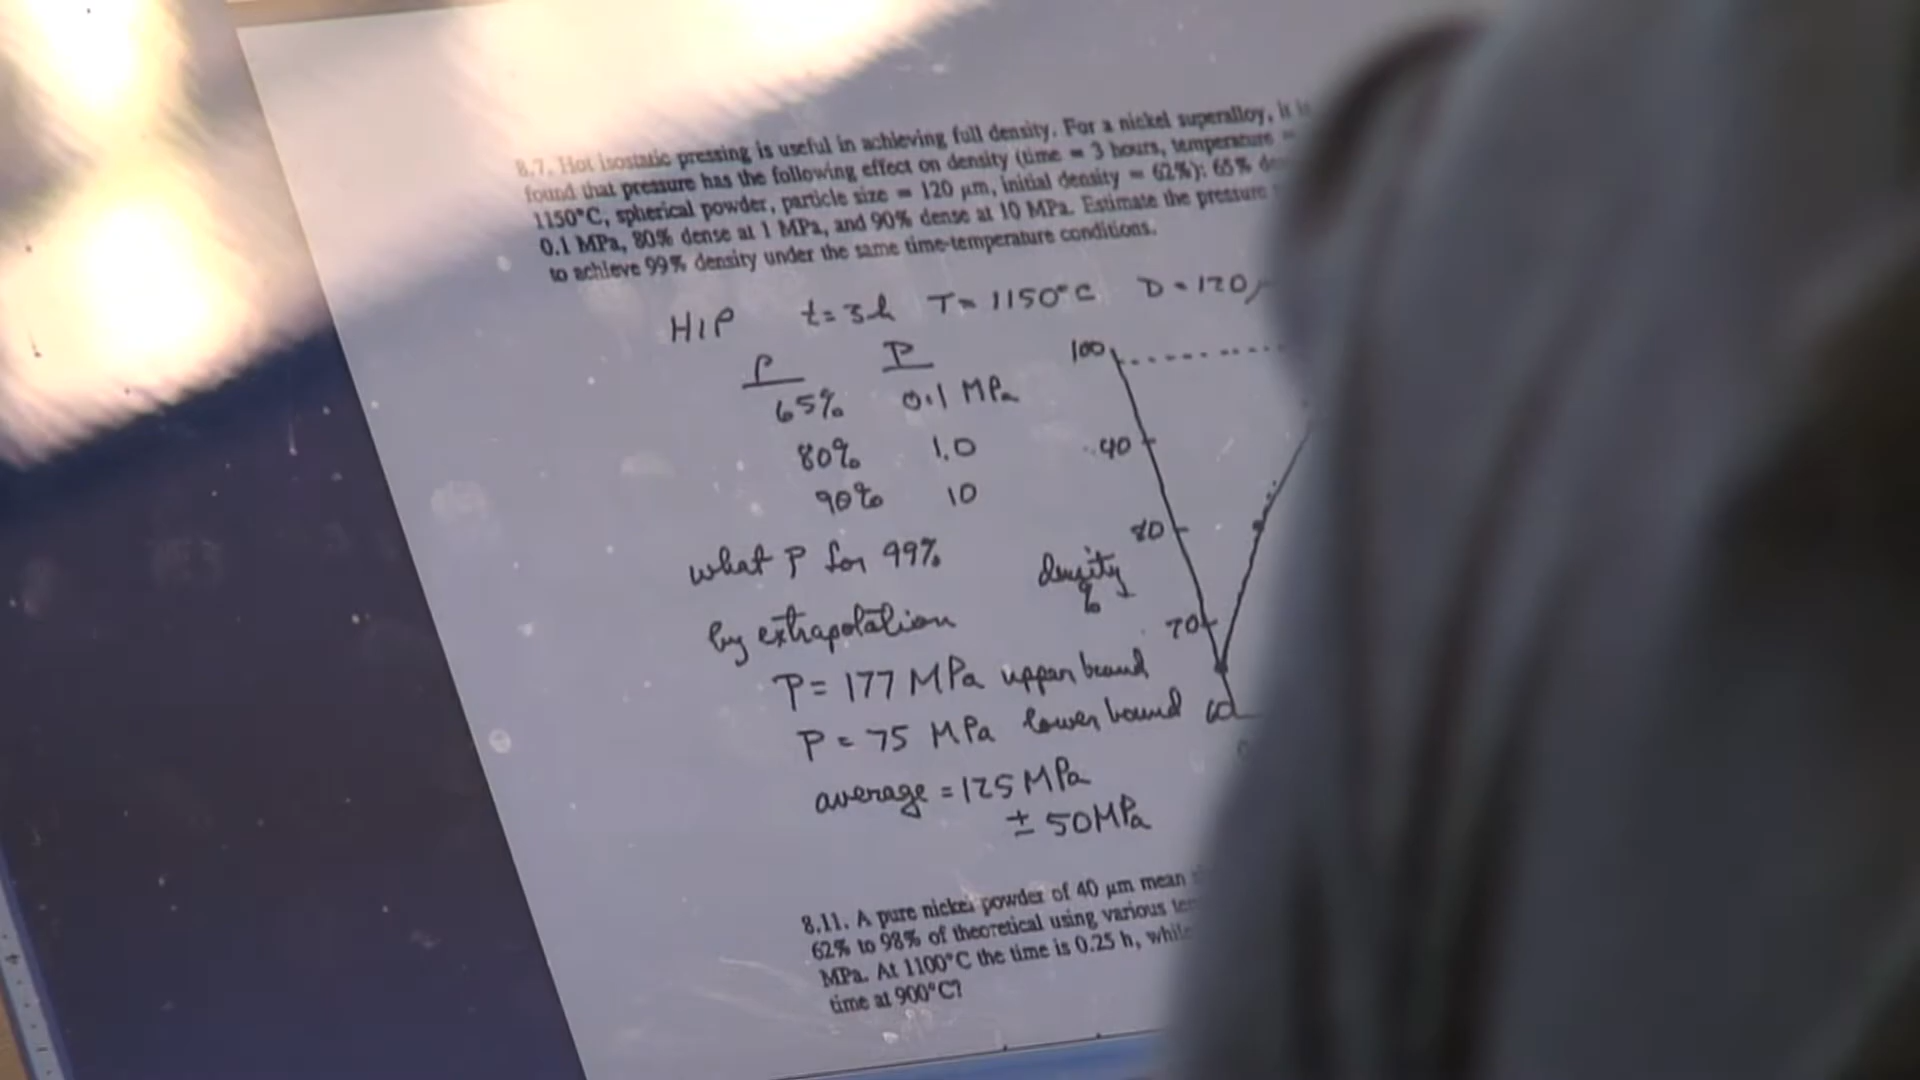 8.7. Hot isostatic pressing is useful in achieving full density. For a nickel superalloy, it is
found that pressure has the following effect on density (time = 3 hours, temperature =
1150°C, spherical powder, particle size = 120 μm, initial density = 62%): 65%
0.1 MPa, 80% dense at 1 MPa, and 90% dense at 10 MPa. Estimate the pressure
to achieve 99% density under the same time-temperature conditions.
HIP t = 3h T = 1150°C D = 120
ρ P
65% 0.1 MPa
80% 1.0
90% 10
what P for 99%
by extrapolation
P = 177 MPa upper bound
P = 75 MPa lower bound
average = 125 MPa
± 50 MPa
100
90
80
density
%
70
60
8.11. A pure nickel powder of 40 μm mean
62% to 98% of theoretical using various
MPa. At 1100°C the time is 0.25 h, while
time at 900°C?